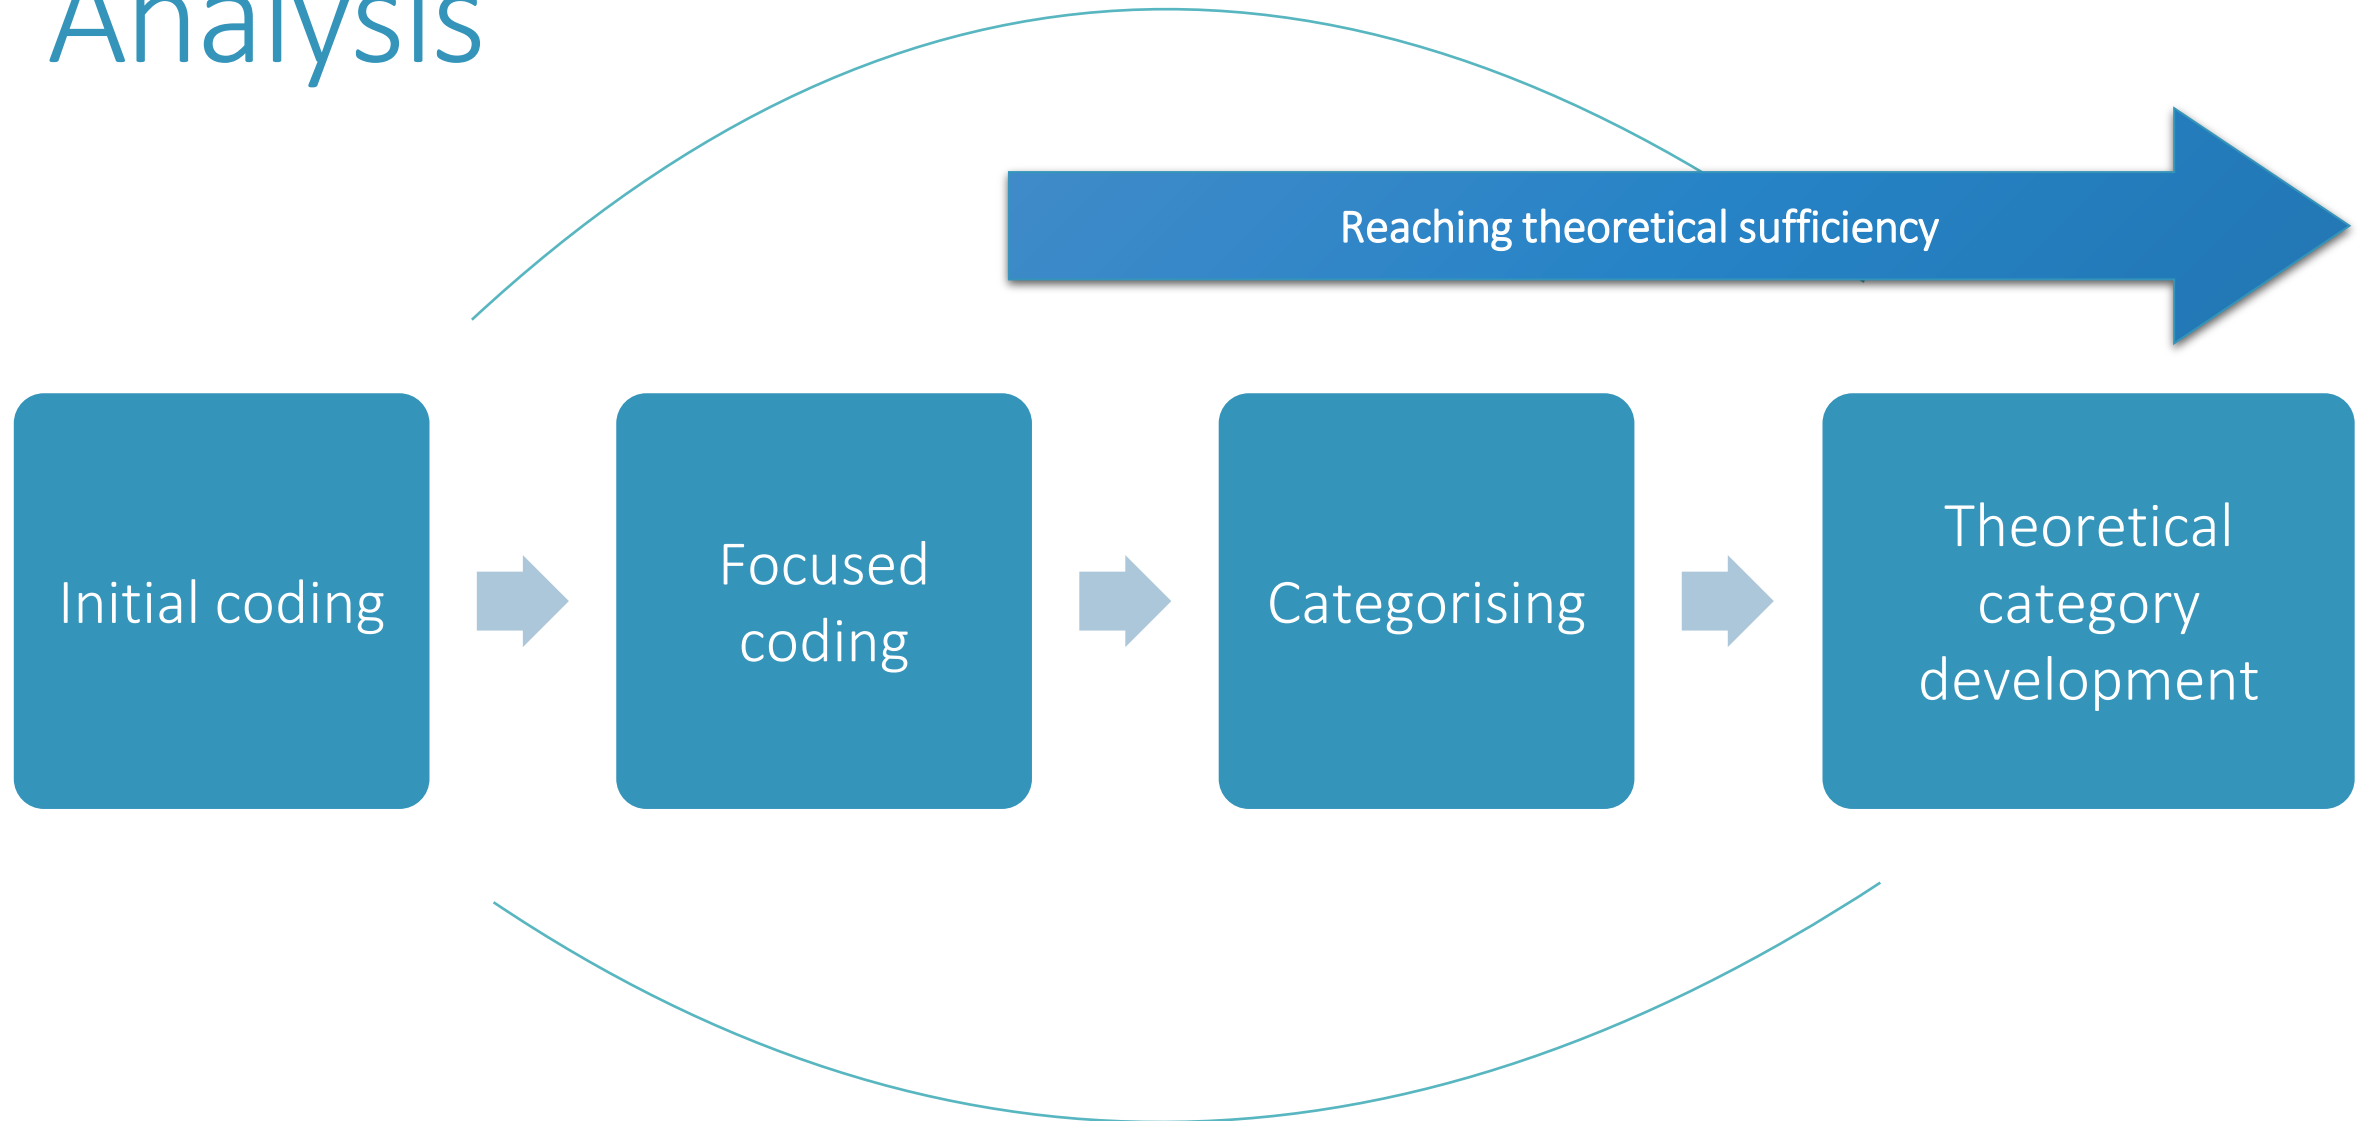 Analysis
Reaching theoretical sufficiency
Initial coding
Focused
coding
Categorising
Theoretical
category
development